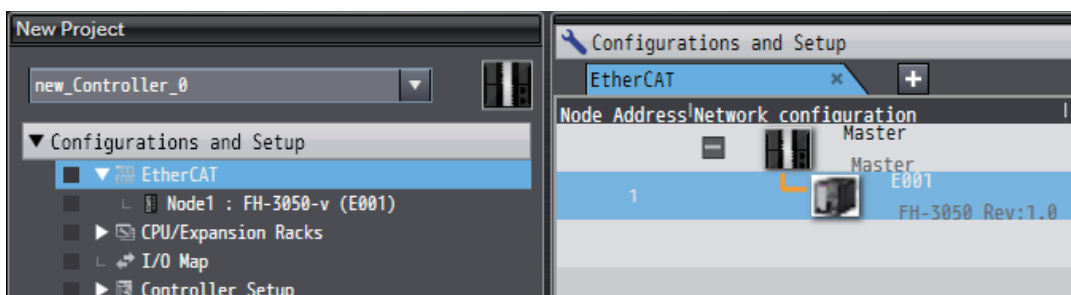 New Project
new_Controller_0
Configurations and Setup
EtherCAT
Node1 : FH-3050-v (E001)
CPU/Expansion Racks
I/O Map
Controller Setup
Configurations and Setup
EtherCAT
Node Address Network configuration
Master
Master
1
E001
FH-3050 Rev:1.0